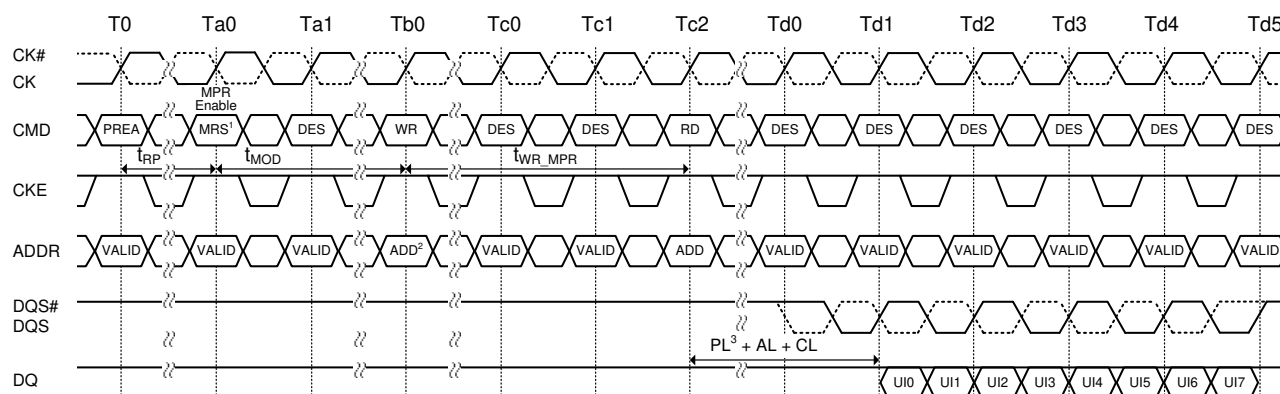 T0 Ta0 Ta1 Tb0 Tc0 Tc1 Tc2 Td0 Td1 Td2 Td3 Td4 Td5
CK#
CK
MPR
Enable
CMD PREA MRS¹ DES WR DES DES RD DES DES DES DES DES DES
tRP tMOD tWR_MPR
CKE
ADDR VALID VALID VALID ADD² VALID VALID ADD VALID VALID VALID VALID VALID VALID
DQS#
DQS
PL³ + AL + CL
DQ UI0 UI1 UI2 UI3 UI4 UI5 UI6 UI7